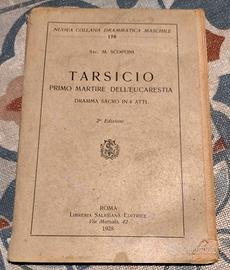 NUOVA COLLANA DRAMMATICA MASCHILE
178
Sac. M. SCOPONI
TARSICIO
PRIMO MARTIRE DELL'EUCARESTIA
DRAMMA SACRO IN 4 ATTI
2ª Edizione
ROMA
LIBRERIA SALESIANA EDITRICE
Via Marsala, 42
1928